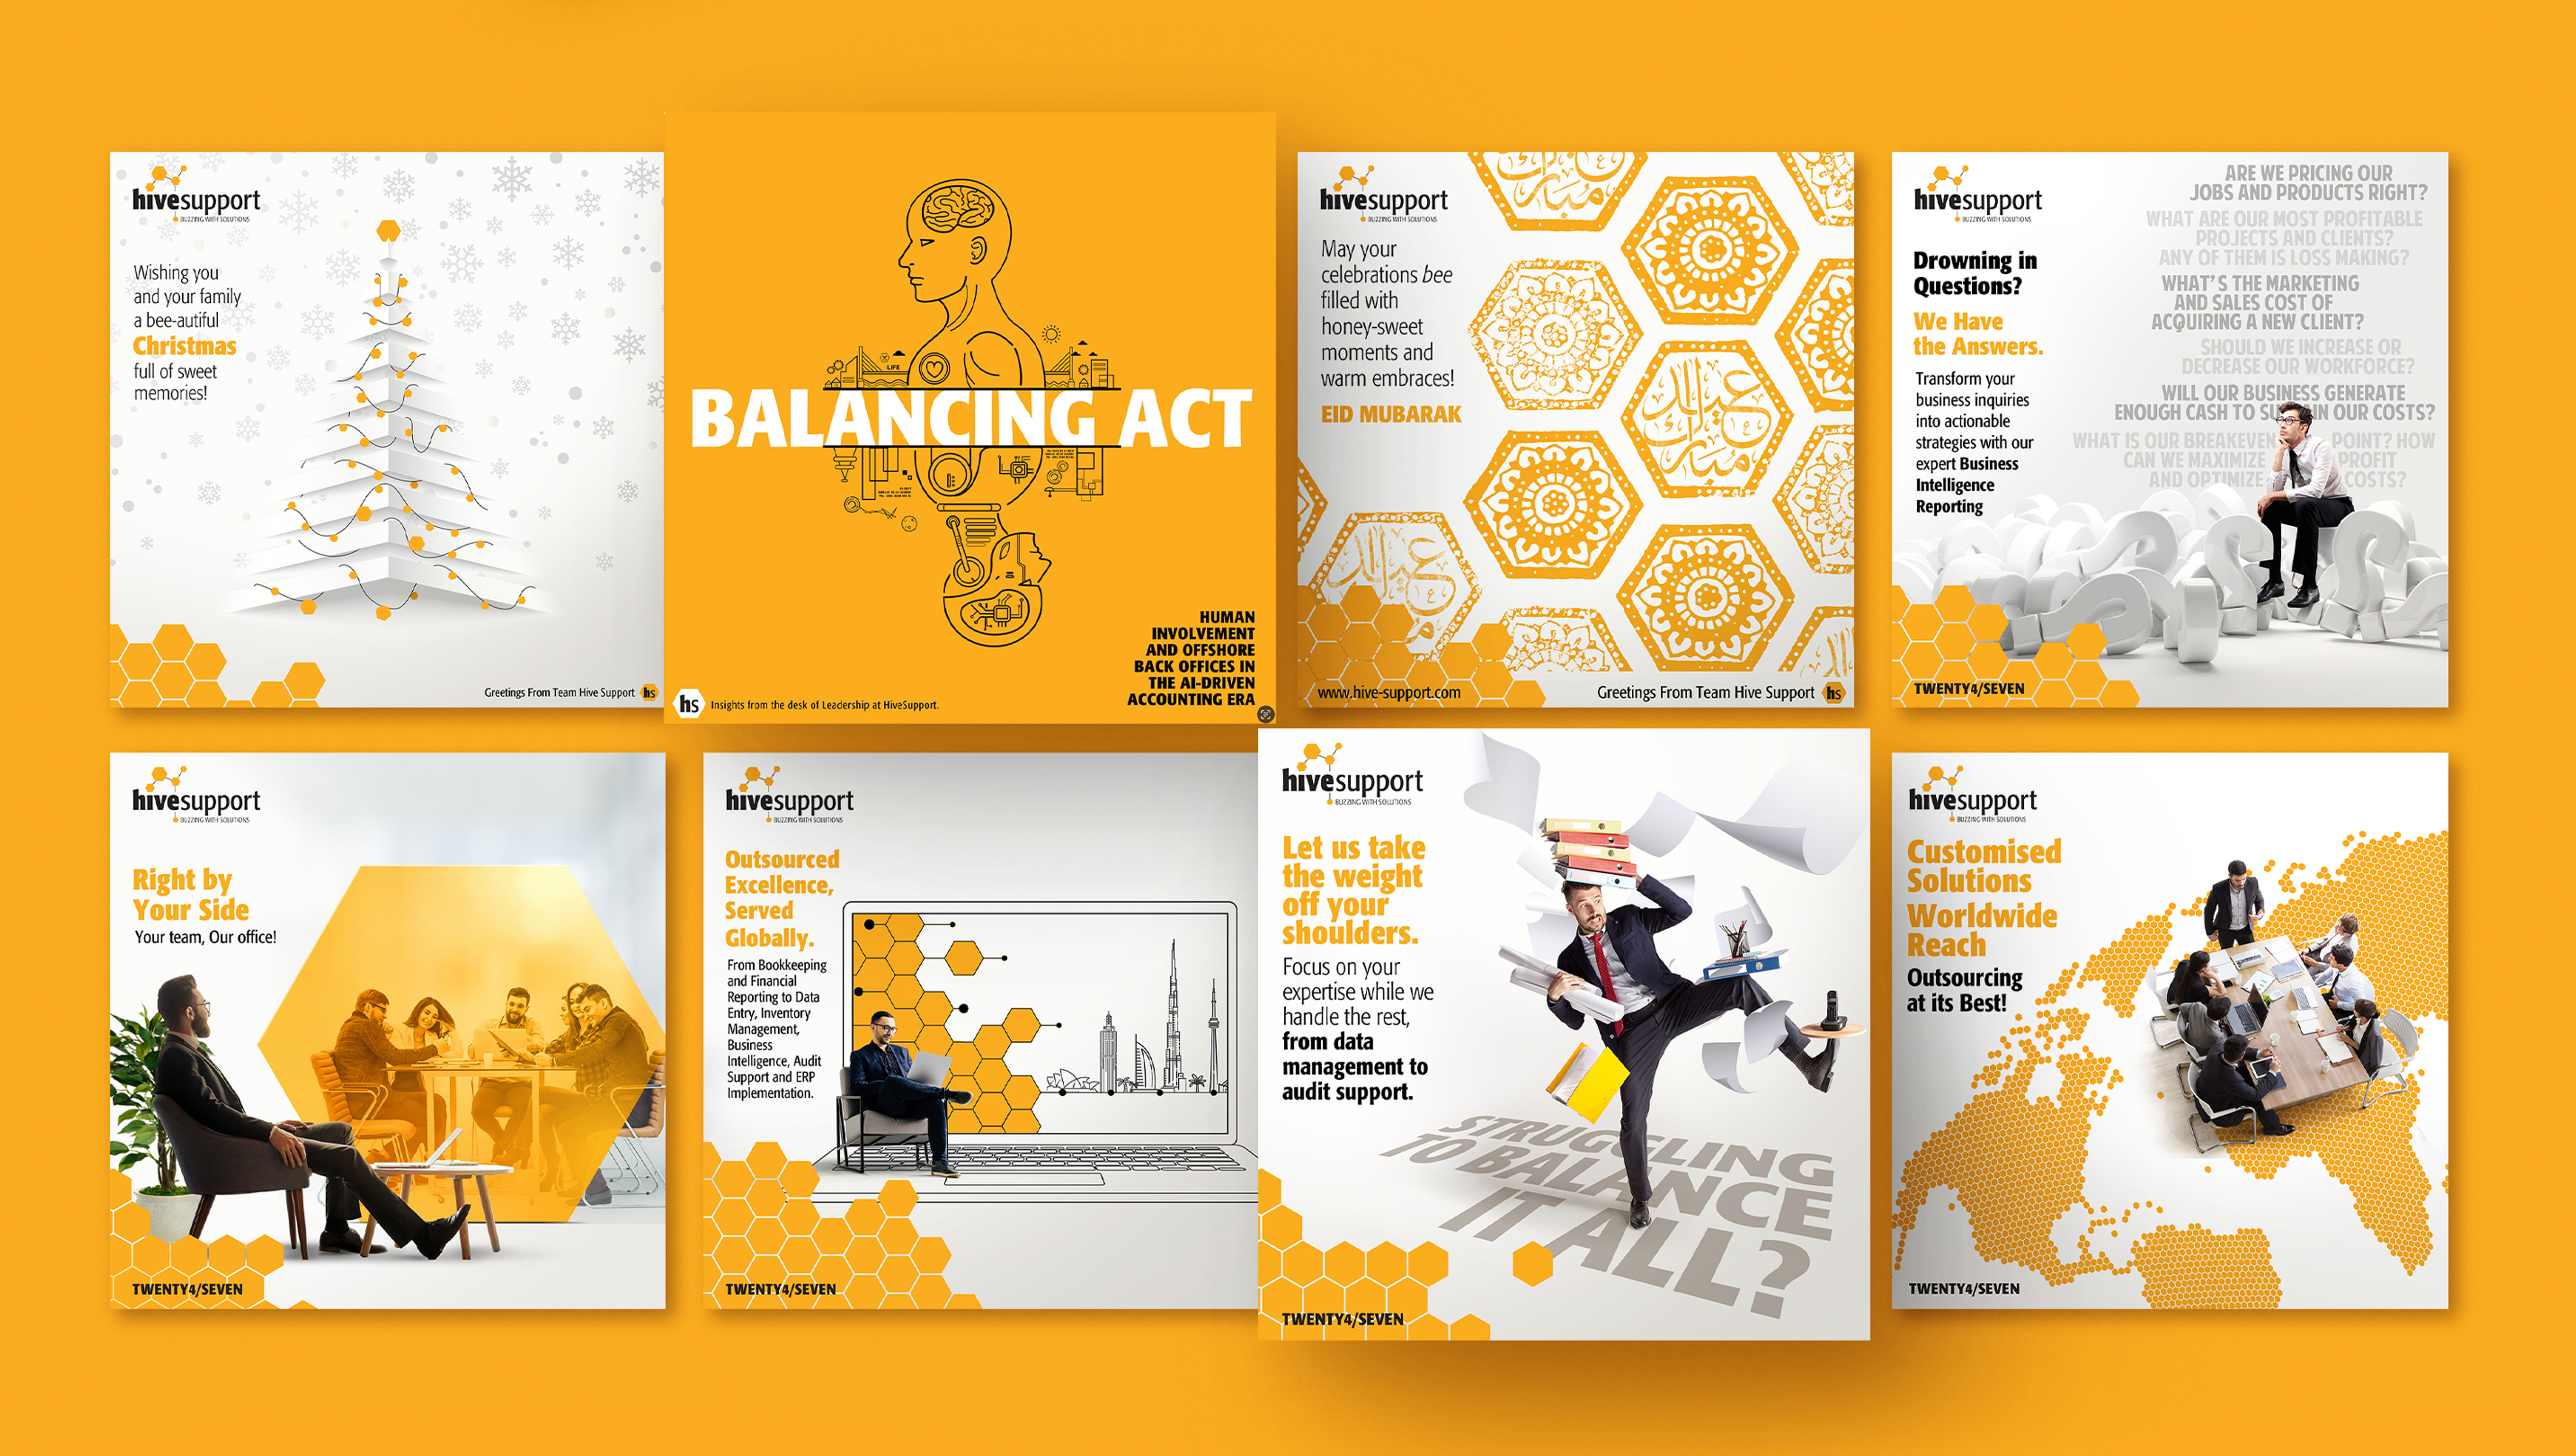 hivesupport
BUZZING WITH SOLUTIONS
Wishing you
and your family
a bee-autiful
Christmas
full of sweet
memories!
Greetings From Team Hive Support
hs
LIFE
BALANCING ACT
HUMAN
INVOLVEMENT
AND OFFSHORE
BACK OFFICES IN
THE AI-DRIVEN
ACCOUNTING ERA
hs
Insights from the desk of Leadership at HiveSupport.
hivesupport
BUZZING WITH SOLUTIONS
May your
celebrations bee
filled with
honey-sweet
moments and
warm embraces!
EID MUBARAK
عيد مبارك
عيد مبارك
عيد مبارك
www.hive-support.com
Greetings From Team Hive Support
hs
hivesupport
BUZZING WITH SOLUTIONS
Drowning in
Questions?
We Have
the Answers.
Transform your
business inquiries
into actionable
strategies with our
expert Business
Intelligence
Reporting
ARE WE PRICING OUR
JOBS AND PRODUCTS RIGHT?
WHAT ARE OUR MOST PROFITABLE
PROJECTS AND CLIENTS?
ANY OF THEM IS LOSS MAKING?
WHAT'S THE MARKETING
AND SALES COST OF
ACQUIRING A NEW CLIENT?
SHOULD WE INCREASE OR
DECREASE OUR WORKFORCE?
WILL OUR BUSINESS GENERATE
ENOUGH CASH TO SU IN OUR COSTS?
WHAT IS OUR BREAKEVEN POINT? HOW
CAN WE MAXIMIZE PROFIT
AND OPTIMIZE COSTS?
TWENTY4/SEVEN
hivesupport
BUZZING WITH SOLUTIONS
Right by
Your Side
Your team, Our office!
TWENTY4/SEVEN
hivesupport
BUZZING WITH SOLUTIONS
Outsourced
Excellence,
Served
Globally.
From Bookkeeping
and Financial
Reporting to Data
Entry, Inventory
Management,
Business
Intelligence, Audit
Support and ERP
Implementation.
TWENTY4/SEVEN
hivesupport
BUZZING WITH SOLUTIONS
Let us take
the weight
off your
shoulders.
Focus on your
expertise while we
handle the rest,
from data
management to
audit support.
STRUGGLING
TO BALANCE
IT ALL?
TWENTY4/SEVEN
hivesupport
BUZZING WITH SOLUTIONS
Customised
Solutions
Worldwide
Reach
Outsourcing
at its Best!
TWENTY4/SEVEN